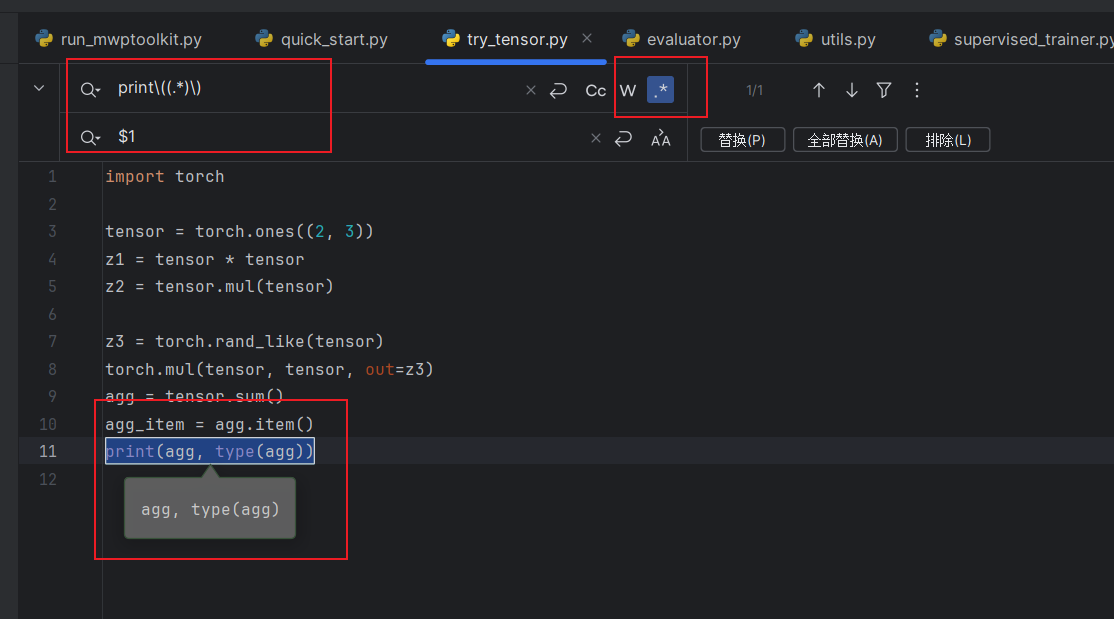 run_mwptoolkit.py quick_start.py try_tensor.py evaluator.py utils.py supervised_trainer.py
print\((.*)\) Cc W .* 1/1
$1 替换(P) 全部替换(A) 排除(L)
1 import torch
2
3 tensor = torch.ones((2, 3))
4 z1 = tensor * tensor
5 z2 = tensor.mul(tensor)
6
7 z3 = torch.rand_like(tensor)
8 torch.mul(tensor, tensor, out=z3)
9 agg = tensor.sum()
10 agg_item = agg.item()
11 print(agg, type(agg))
12
agg, type(agg)